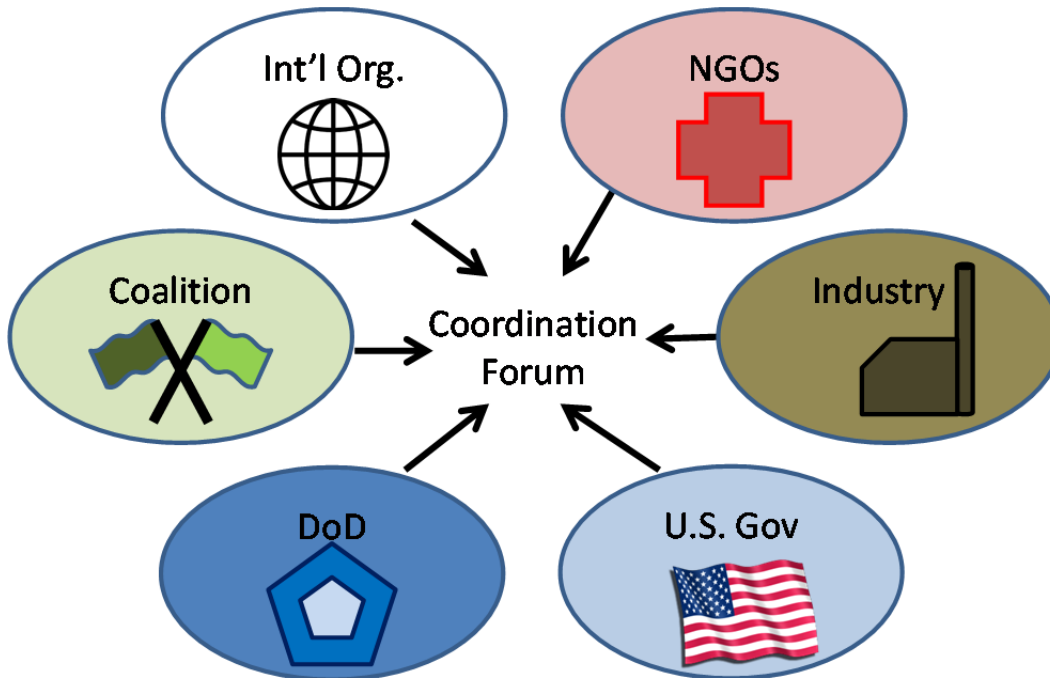 Int’l Org.
NGOs
Coalition
Industry
Coordination
Forum
DoD
U.S. Gov